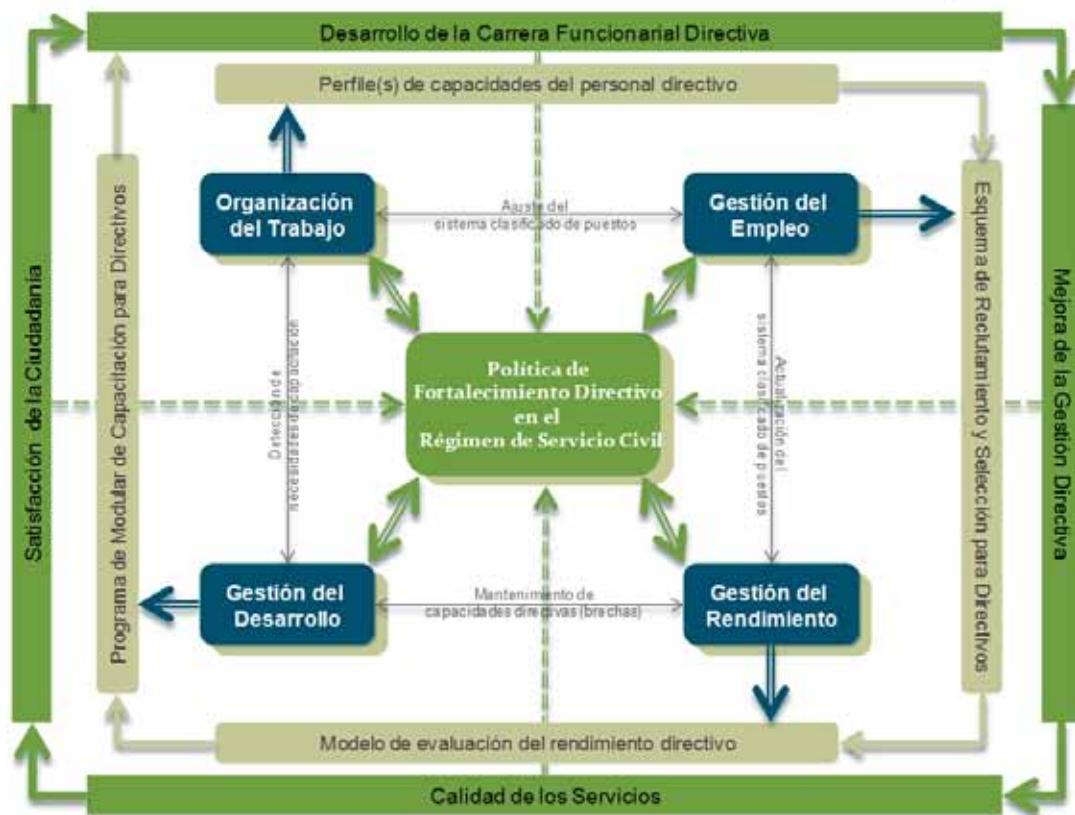 Desarrollo de la Carrera Funcionarial Directiva
Perfile(s) de capacidades del personal directivo
Organización
del Trabajo
Ajuste del
sistema clasificado de puestos
Gestión del
Empleo
Satisfacción de la Ciudadanía
Programa de Modular de Capacitación para Directivos
Detección de
necesidades de capacitación
Política de
Fortalecimiento Directivo
en el
Régimen de Servicio Civil
Actualización del
sistema clasificado de puestos
Esquema de Reclutamiento y Selección para Directivos
Mejora de la Gestión Directiva
Gestión del
Desarrollo
Mantenimiento de
capacidades directivas (brechas)
Gestión del
Rendimiento
Modelo de evaluación del rendimiento directivo
Calidad de los Servicios